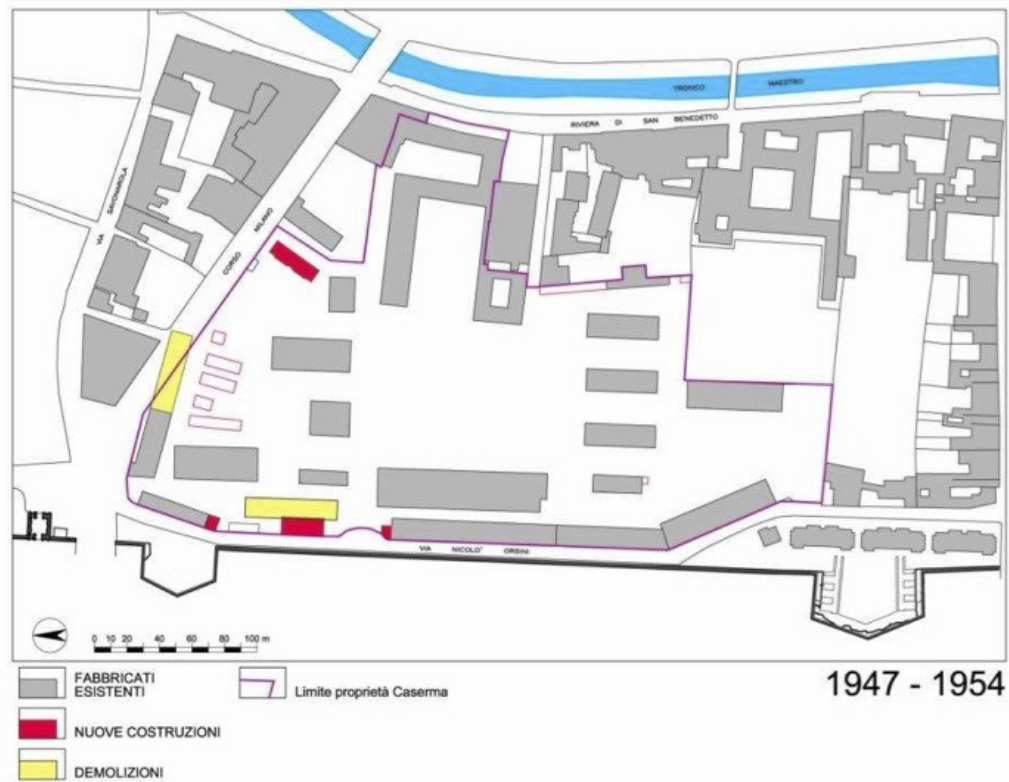 TRONCO MAESTRO
RIVIERA DI SAN BENEDETTO
VIA SAVONAROLA
CORSO MILANO
VIA NICOLO' ORSINI
0 10 20 40 60 80 100 m
FABBRICATI
ESISTENTI
Limite proprietà Caserma
1947 - 1954
NUOVE COSTRUZIONI
DEMOLIZIONI